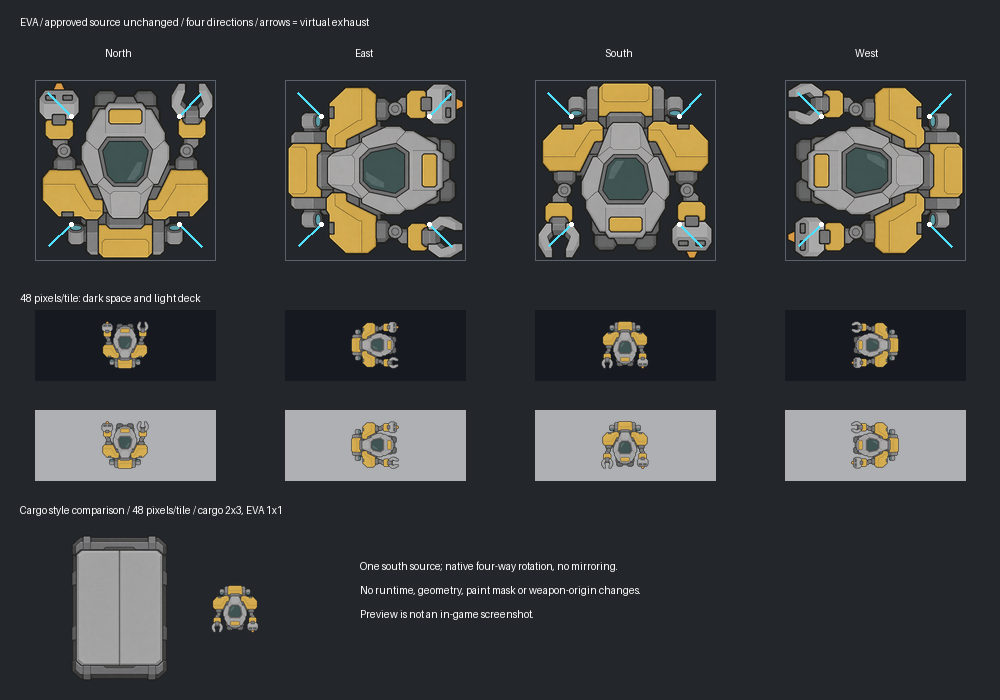 EVA / approved source unchanged / four directions / arrows = virtual exhaust
North East South West
48 pixels/tile: dark space and light deck
Cargo style comparison / 48 pixels/tile / cargo 2x3, EVA 1x1
One south source; native four-way rotation, no mirroring.
No runtime, geometry, paint mask or weapon-origin changes.
Preview is not an in-game screenshot.